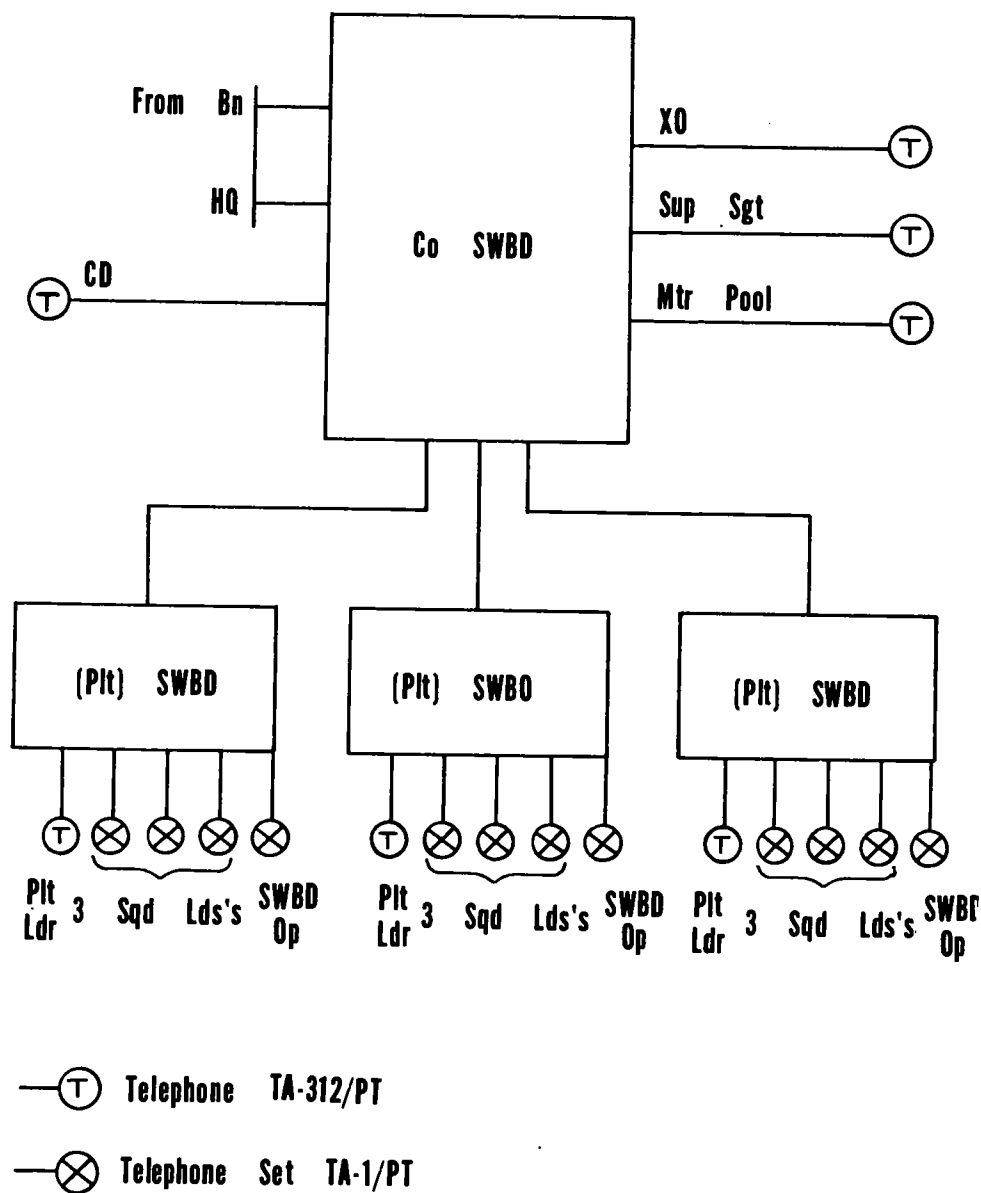 From Bn
HQ
CD
Co SWBD
XO
Sup Sgt
Mtr Pool
(Plt) SWBD
(Plt) SWBO
(Plt) SWBD
T
T
T
T
T
T
T
Plt
Ldr
3 Sqd Lds's
SWBD
Op
Plt
Ldr
3 Sqd Lds's
SWBD
Op
Plt
Ldr
3 Sqd Lds's
SWBD
Op
T Telephone TA-312/PT
Telephone Set TA-1/PT